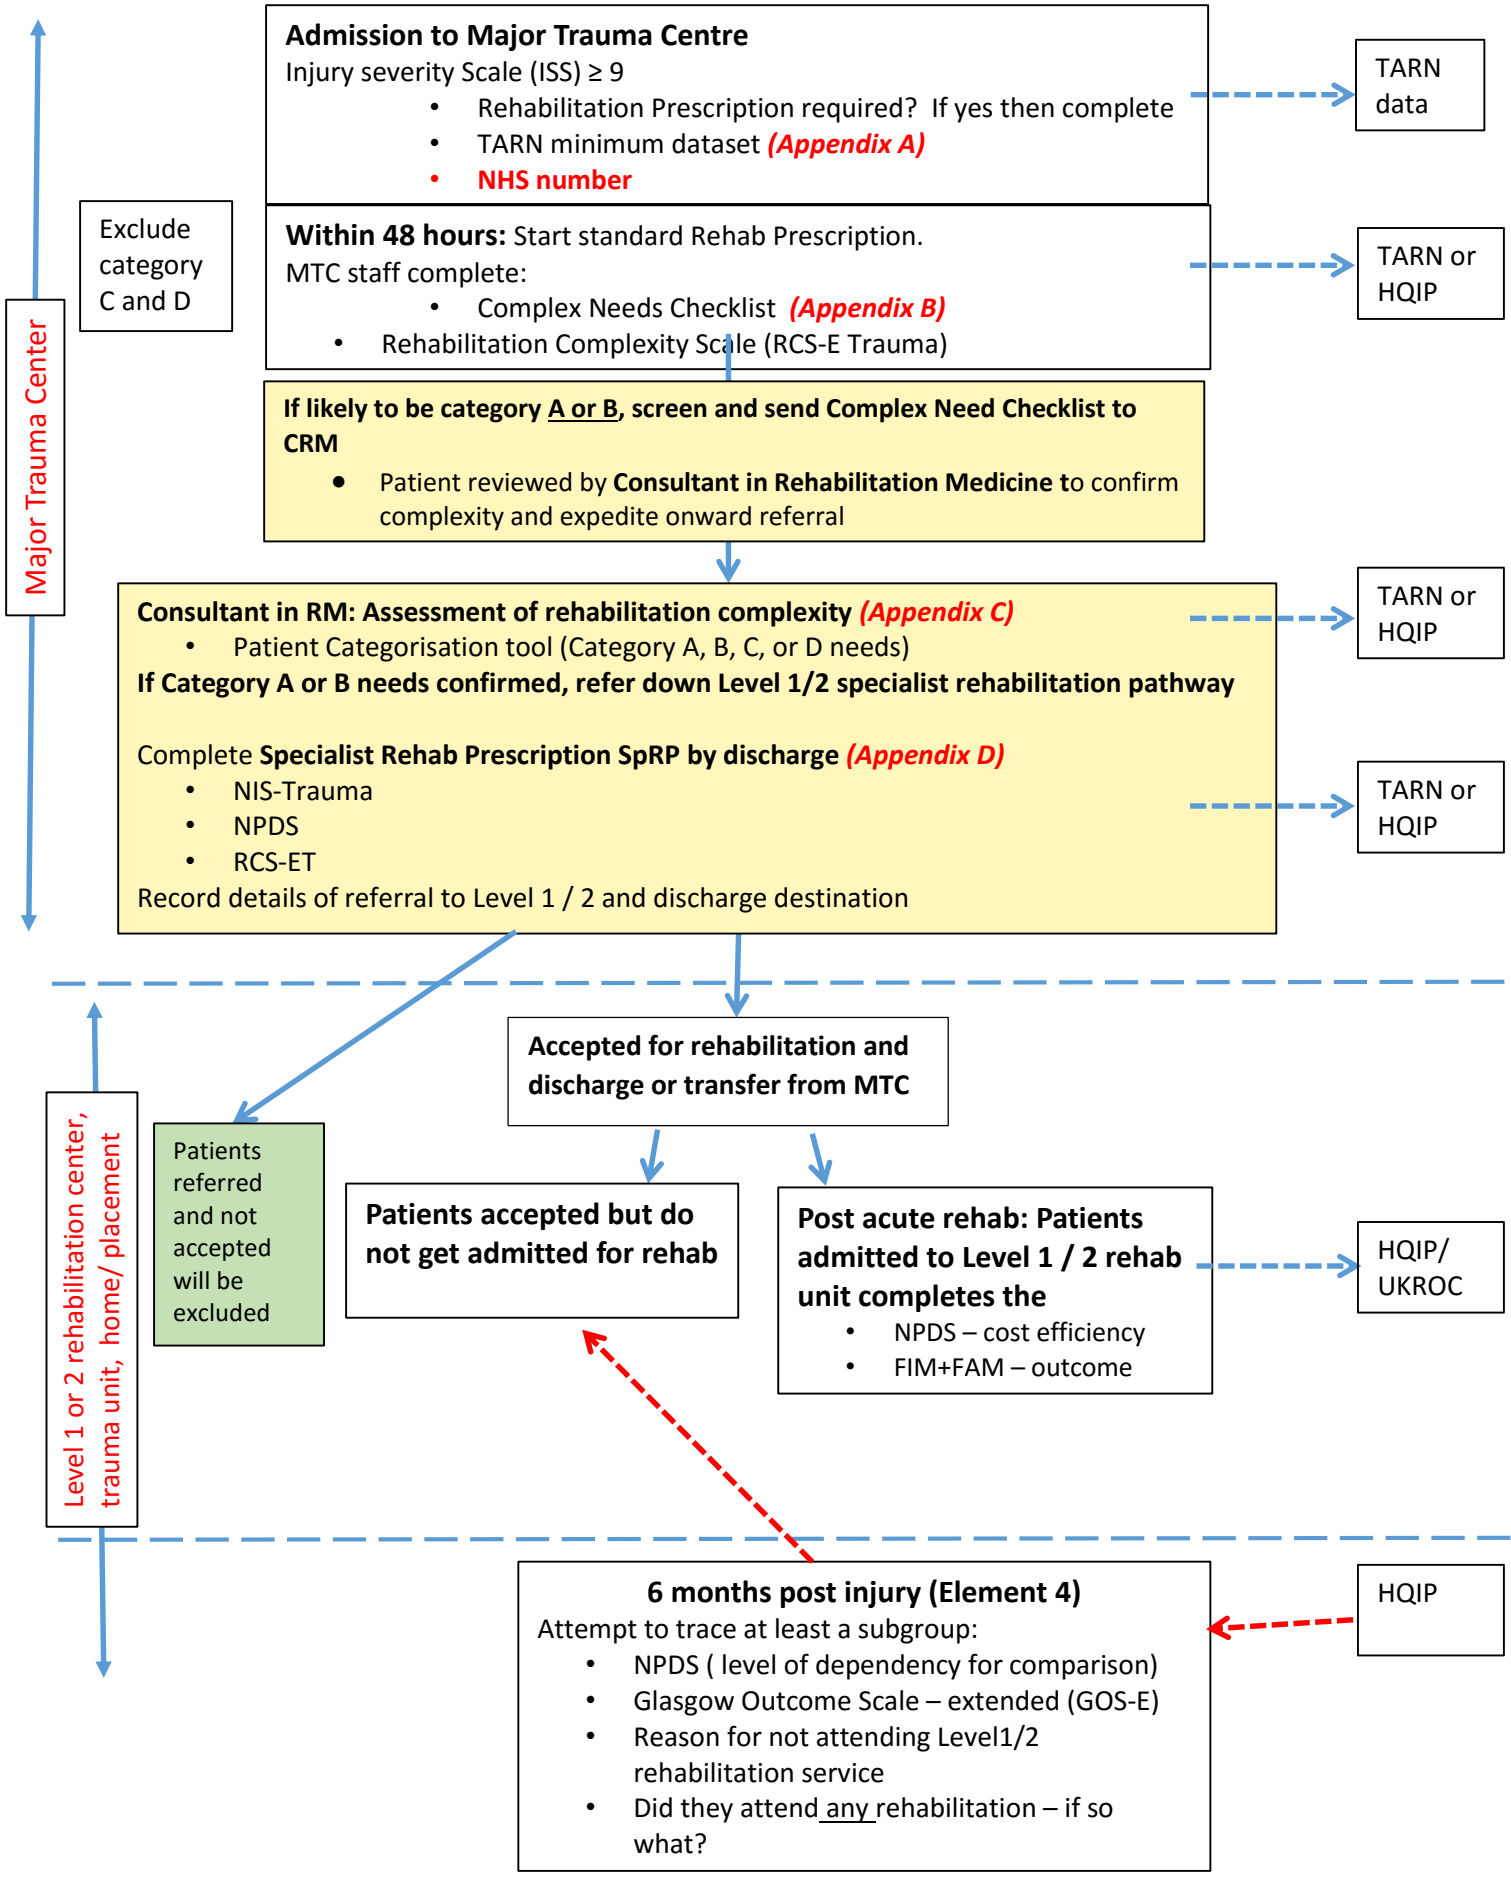 Admission to Major Trauma Centre
Injury severity Scale (ISS) ≥ 9
• Rehabilitation Prescription required? If yes then complete
• TARN minimum dataset (Appendix A)
• NHS number
TARN
data
Exclude
category
C and D
Within 48 hours: Start standard Rehab Prescription.
MTC staff complete:
• Complex Needs Checklist (Appendix B)
• Rehabilitation Complexity Scale (RCS-E Trauma)
TARN or
HQIP
Major Trauma Center
If likely to be category A or B, screen and send Complex Need Checklist to
CRM
● Patient reviewed by Consultant in Rehabilitation Medicine to confirm
complexity and expedite onward referral
Consultant in RM: Assessment of rehabilitation complexity (Appendix C)
• Patient Categorisation tool (Category A, B, C, or D needs)
If Category A or B needs confirmed, refer down Level 1/2 specialist rehabilitation pathway
Complete Specialist Rehab Prescription SpRP by discharge (Appendix D)
• NIS-Trauma
• NPDS
• RCS-ET
Record details of referral to Level 1 / 2 and discharge destination
TARN or
HQIP
TARN or
HQIP
Accepted for rehabilitation and
discharge or transfer from MTC
Level 1 or 2 rehabilitation center,
trauma unit, home/ placement
Patients
referred
and not
accepted
will be
excluded
Patients accepted but do
not get admitted for rehab
Post acute rehab: Patients
admitted to Level 1 / 2 rehab
unit completes the
• NPDS – cost efficiency
• FIM+FAM – outcome
HQIP/
UKROC
6 months post injury (Element 4)
Attempt to trace at least a subgroup:
• NPDS ( level of dependency for comparison)
• Glasgow Outcome Scale – extended (GOS-E)
• Reason for not attending Level1/2
rehabilitation service
• Did they attend any rehabilitation – if so
what?
HQIP